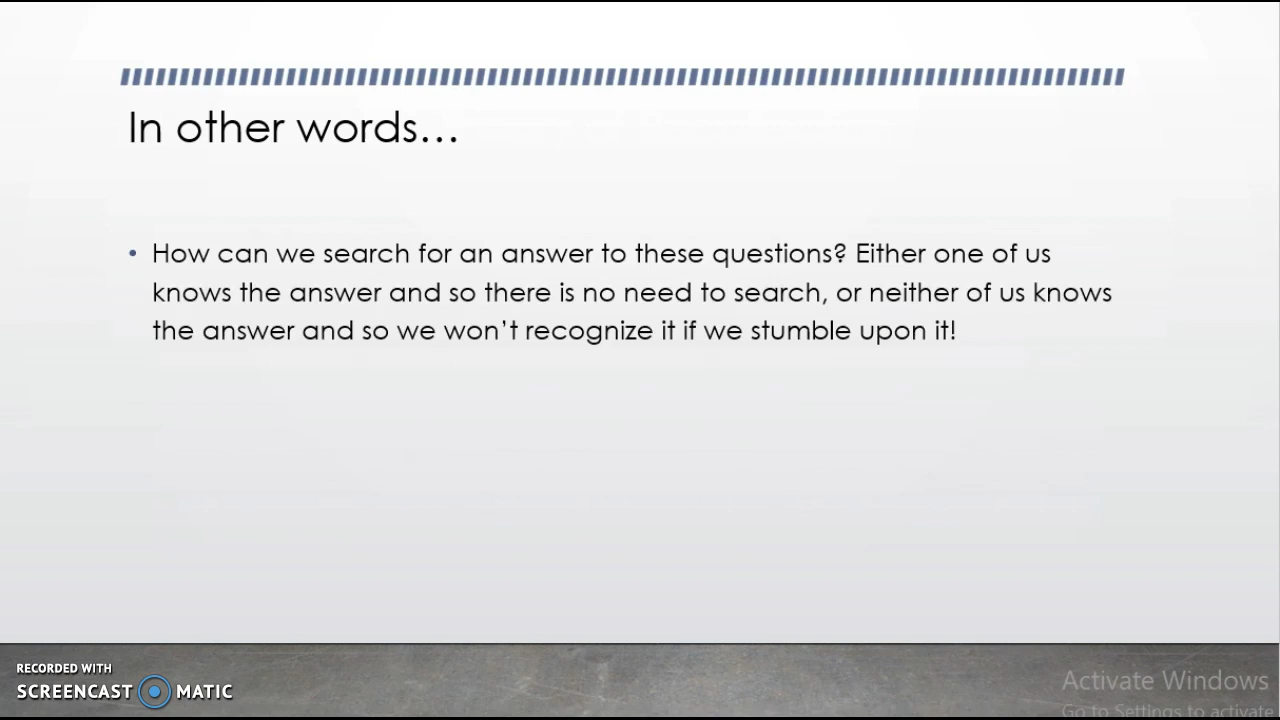 In other words…
• How can we search for an answer to these questions? Either one of us
knows the answer and so there is no need to search, or neither of us knows
the answer and so we won’t recognize it if we stumble upon it!
RECORDED WITH
SCREENCAST MATIC
Activate Windows
Go to Settings to activate